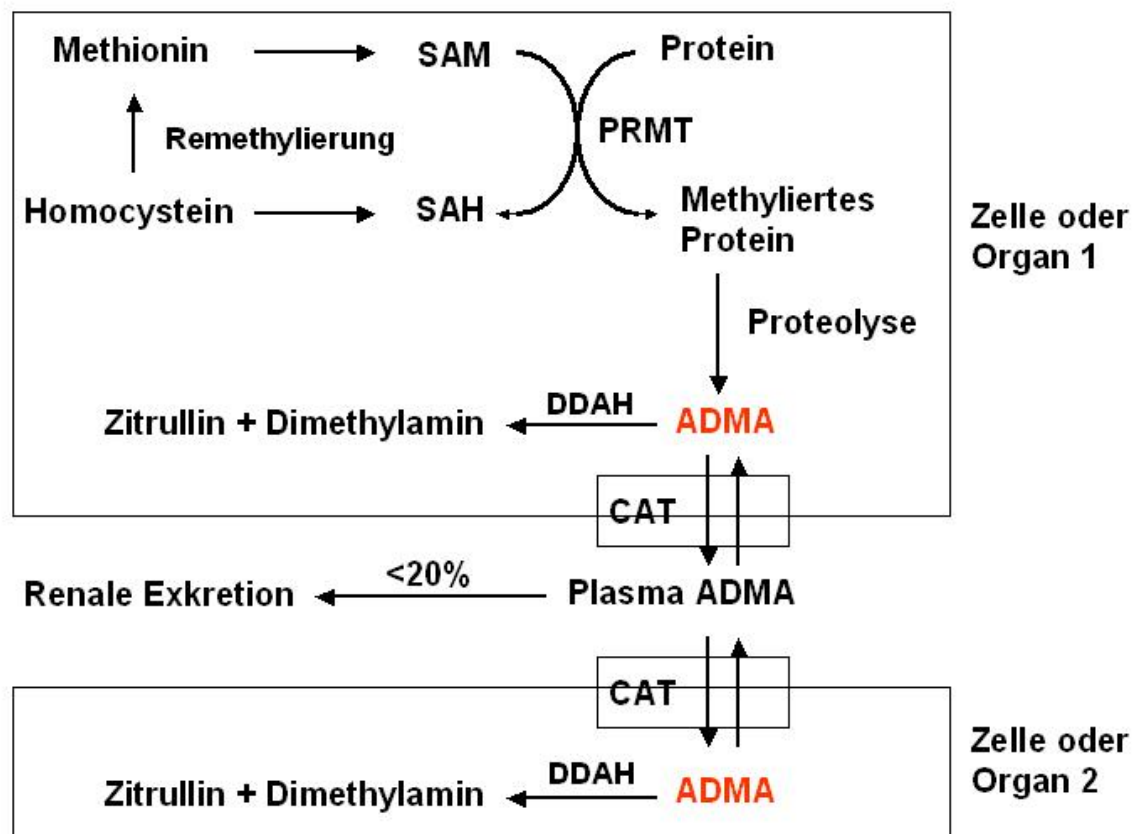 Methionin
SAM
Protein
Remethylierung
PRMT
Homocystein
SAH
Methyliertes
Protein
Zelle oder
Organ 1
Proteolyse
Zitrullin + Dimethylamin
DDAH
ADMA
CAT
Renale Exkretion
<20%
Plasma ADMA
CAT
Zelle oder
Organ 2
Zitrullin + Dimethylamin
DDAH
ADMA